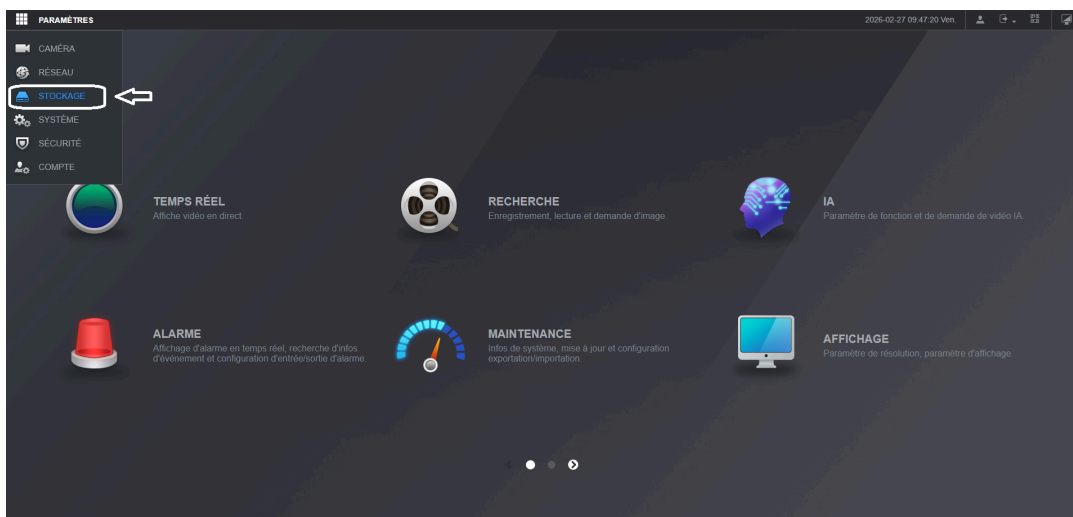 PARAMÉTRES
2026-02-27 09:47:20 Ven.
CAMÉRA
RÉSEAU
STOCKAGE
SYSTÈME
SÉCURITÉ
COMPTE
TEMPS RÉEL
Affiche vidéo en direct.
RECHERCHE
Enregistrement, lecture et demande d'image.
IA
Paramètre de fonction et de demande de vidéo IA.
ALARME
Affichage d'alarme en temps réel, recherche d'infos
d'événement et configuration d'entrée/sortie d'alarme.
MAINTENANCE
Infos de système, mise à jour et configuration
exportation/importation.
AFFICHAGE
Paramètre de résolution, paramètre d'affichage.